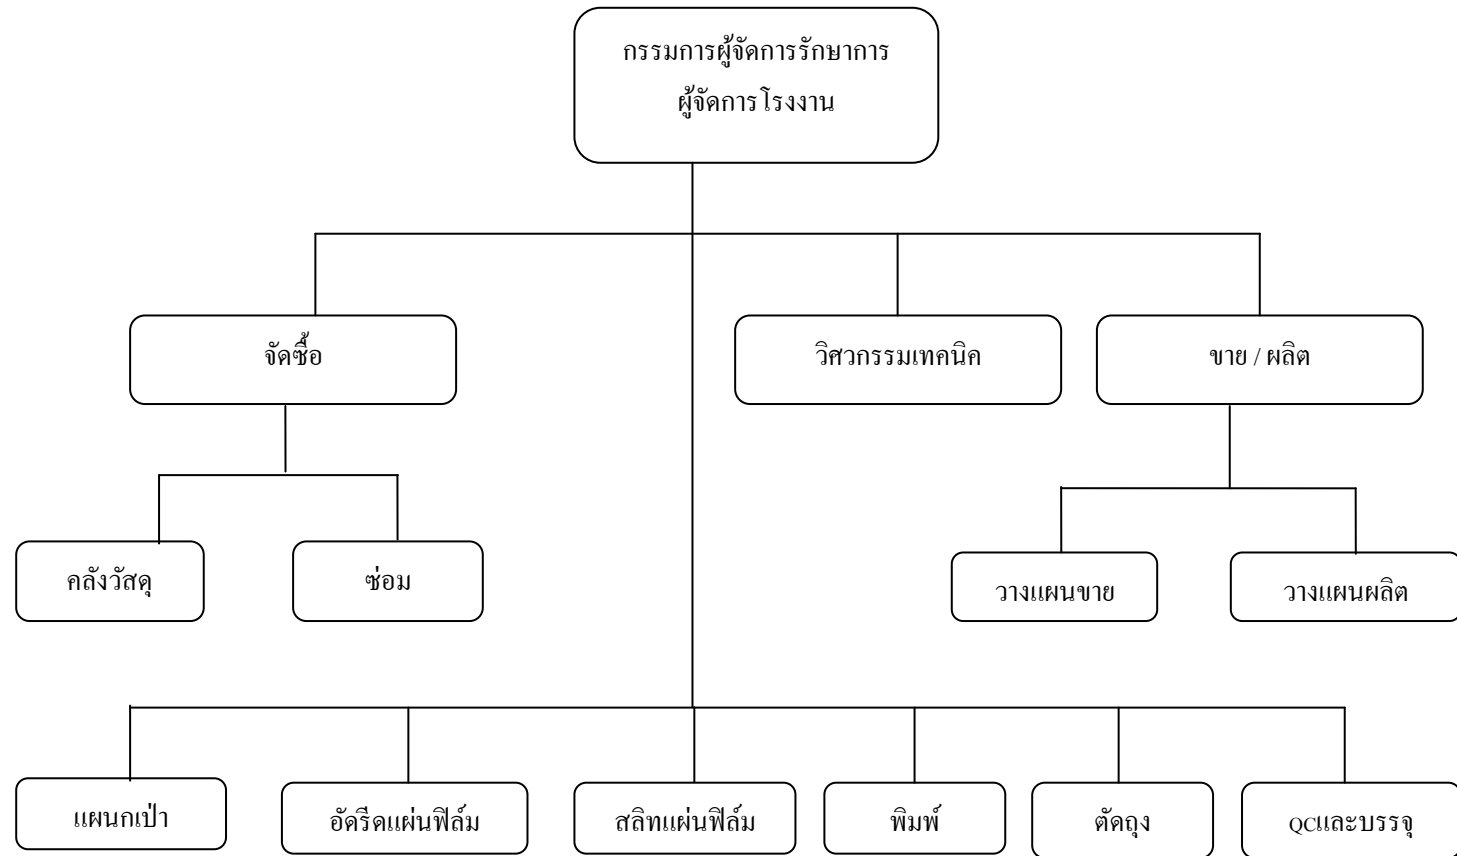 กรรมการผู้จัดการรักษาการ
ผู้จัดการโรงงาน
จัดซื้อ
วิศวกรรมเทคนิค
ขาย / ผลิต
คลังวัสดุ
ซ่อม
วางแผนขาย
วางแผนผลิต
แผนกเป่า
อัดรีดแผ่นฟิล์ม
สลิทแผ่นฟิล์ม
พิมพ์
ตัดถุง
QCและบรรจุ